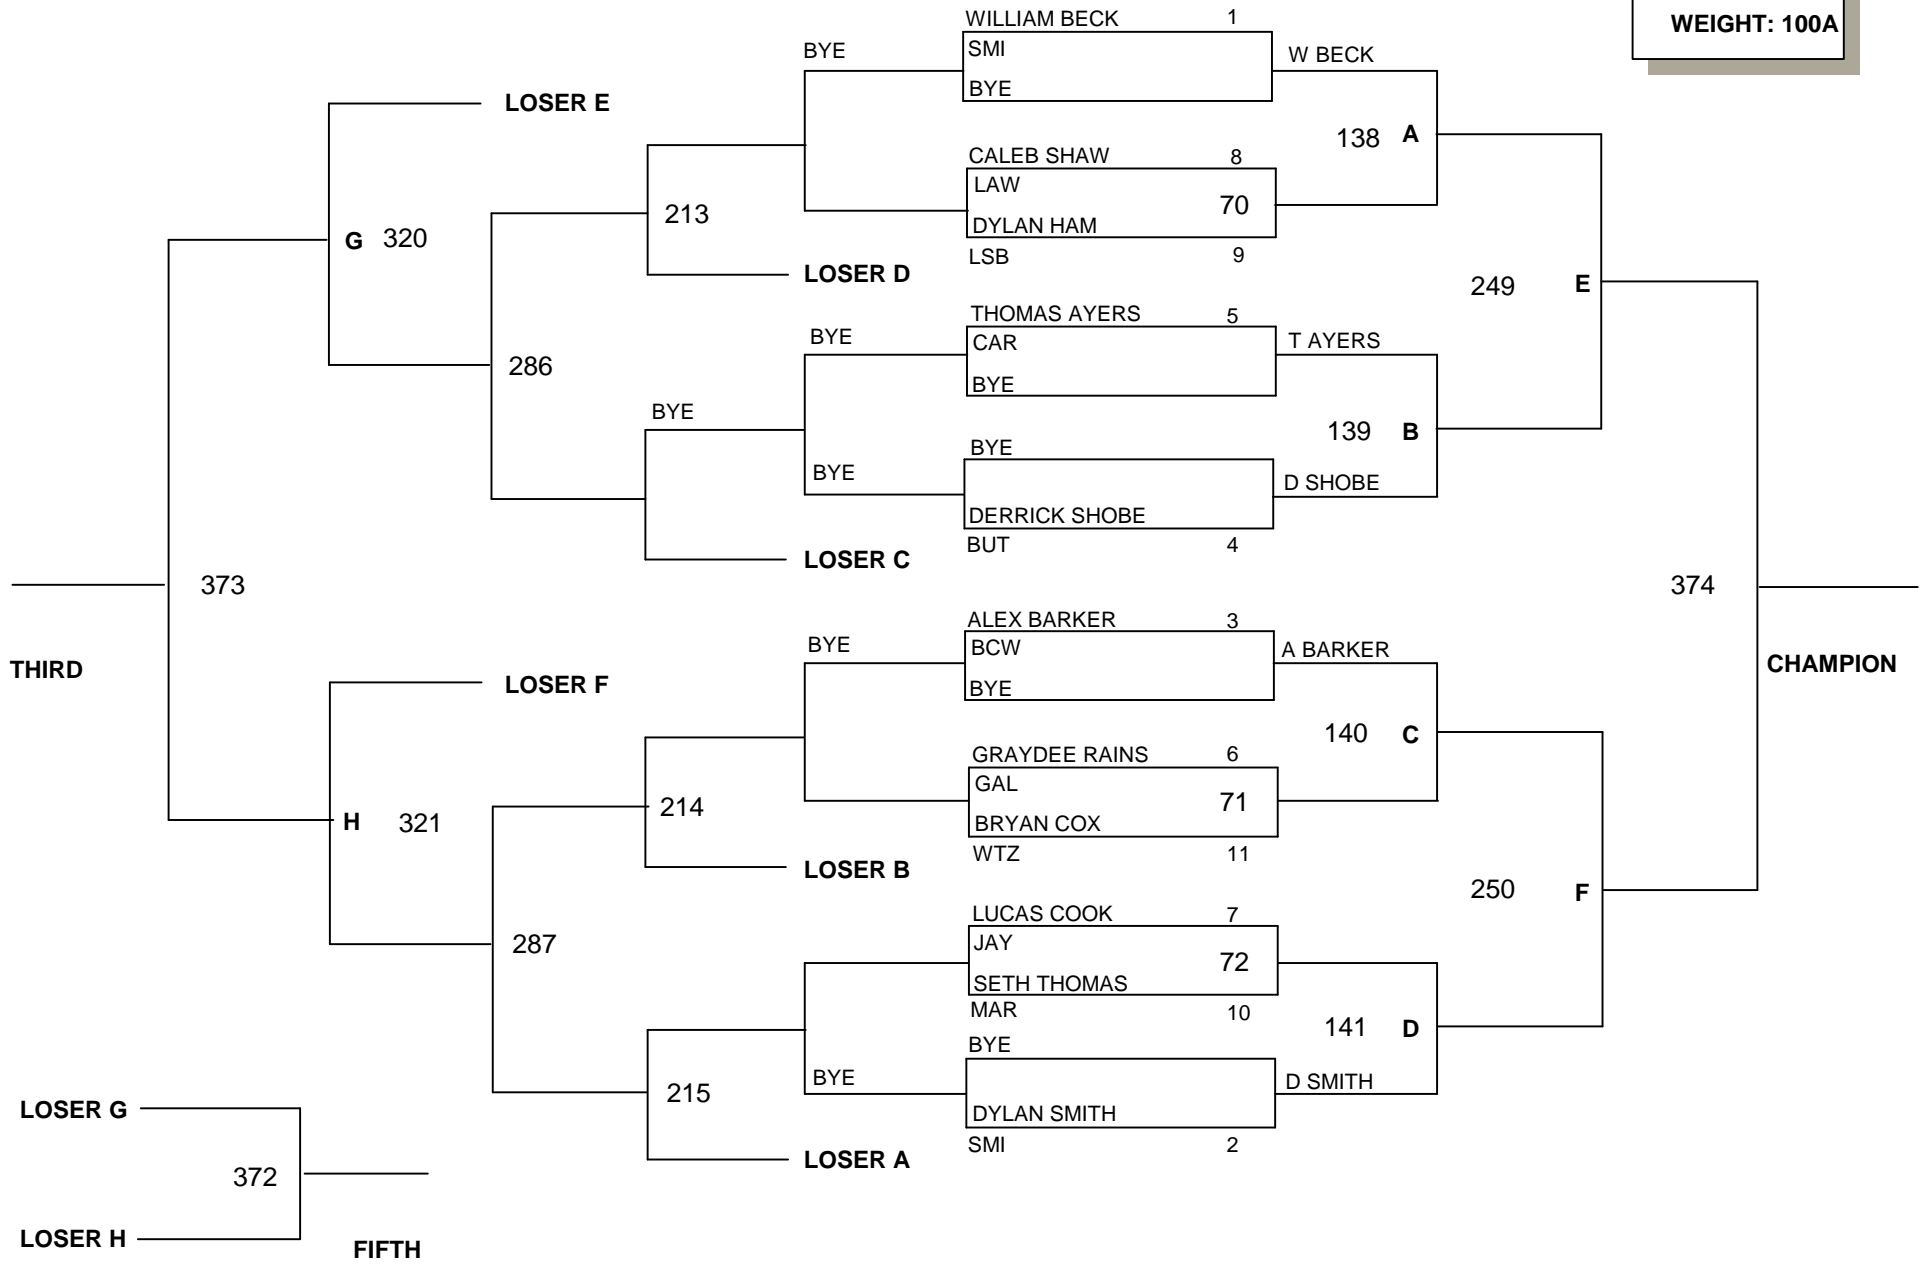 WEIGHT: 100A
WILLIAM BECK 1
BYE
SMI
W BECK
BYE
LOSER E
138 A
CALEB SHAW 8
LAW
70
DYLAN HAM
LSB 9
213
G 320
LOSER D
249 E
THOMAS AYERS 5
BYE
CAR
T AYERS
BYE
286
BYE
139 B
BYE
BYE
D SHOBE
DERRICK SHOBE
BUT 4
LOSER C
373
374
THIRD
CHAMPION
ALEX BARKER 3
BYE
BCW
A BARKER
BYE
LOSER F
140 C
GRAYDEE RAINS 6
GAL
71
BRYAN COX
WTZ 11
214
H 321
LOSER B
250 F
LUCAS COOK 7
JAY
72
SETH THOMAS
MAR 10
287
141 D
BYE
BYE
D SMITH
DYLAN SMITH
SMI 2
215
LOSER A
LOSER G
372
LOSER H
FIFTH